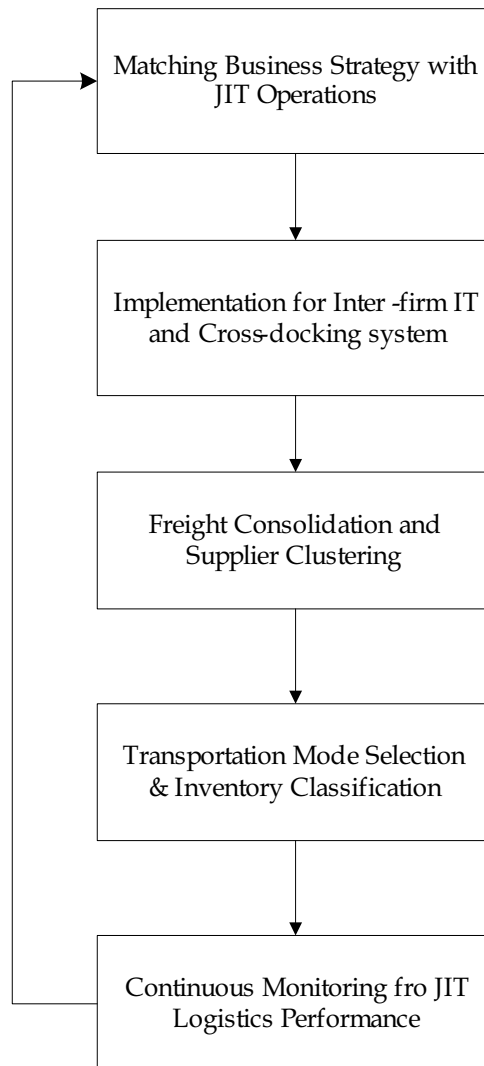 Matching Business Strategy with
JIT Operations
Implementation for Inter -firm IT
and Cross-docking system
Freight Consolidation and
Supplier Clustering
Transportation Mode Selection
& Inventory Classification
Continuous Monitoring fro JIT
Logistics Performance